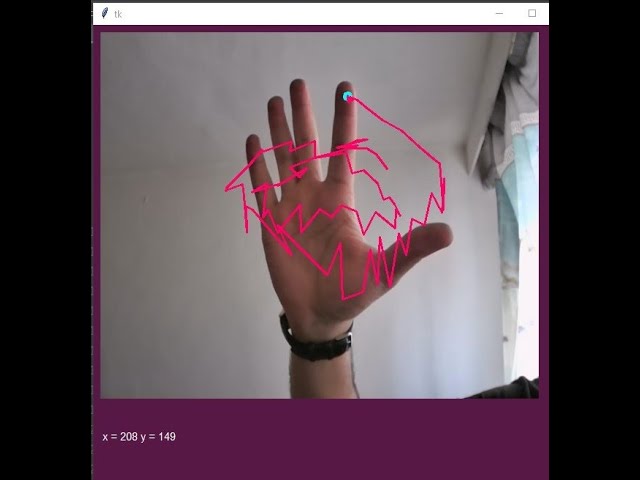 tk
x = 208 y = 149